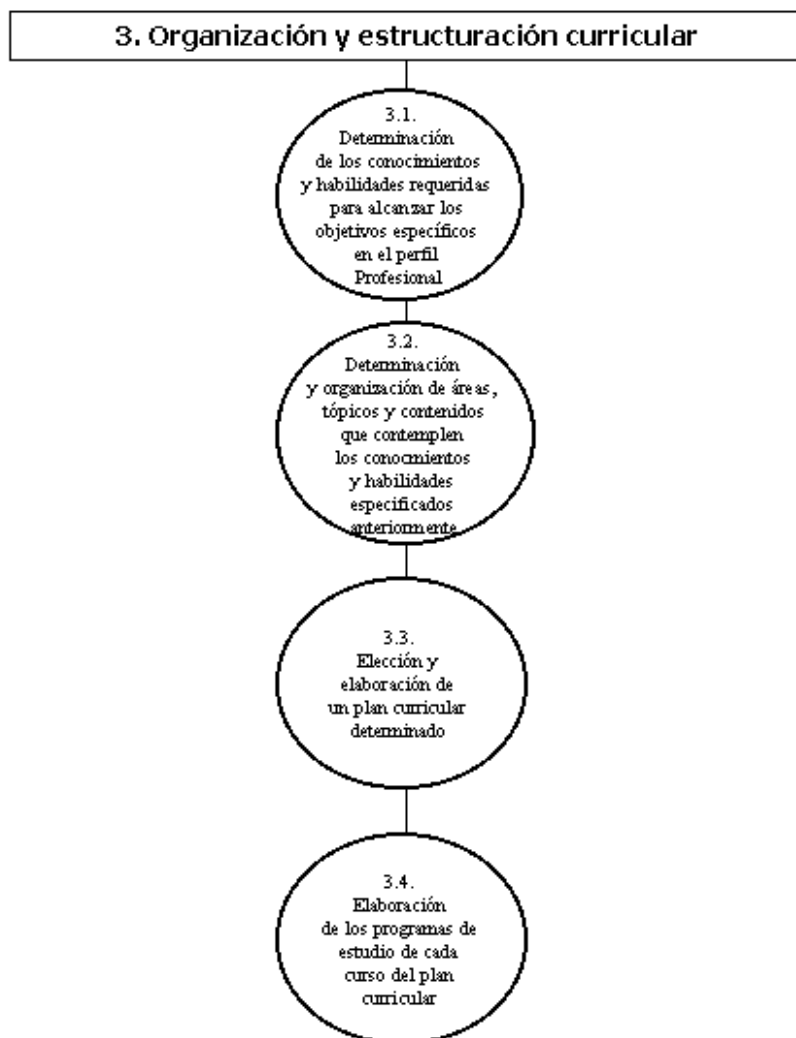 3. Organización y estructuración curricular
3.1.
Determinación
de los conocimientos
y habilidades requeridas
para alcanzar los
objetivos específicos
en el perfil
Profesional
3.2.
Determinación
y organización de áreas,
tópicos y contenidos
que contemplen
los conocmientos
y habilidades
especificados
anteriormente
3.3.
Elección y
elaboración de
un plan curricular
determinado
3.4.
Elaboración
de los programas de
estudio de cada
curso del plan
curricular